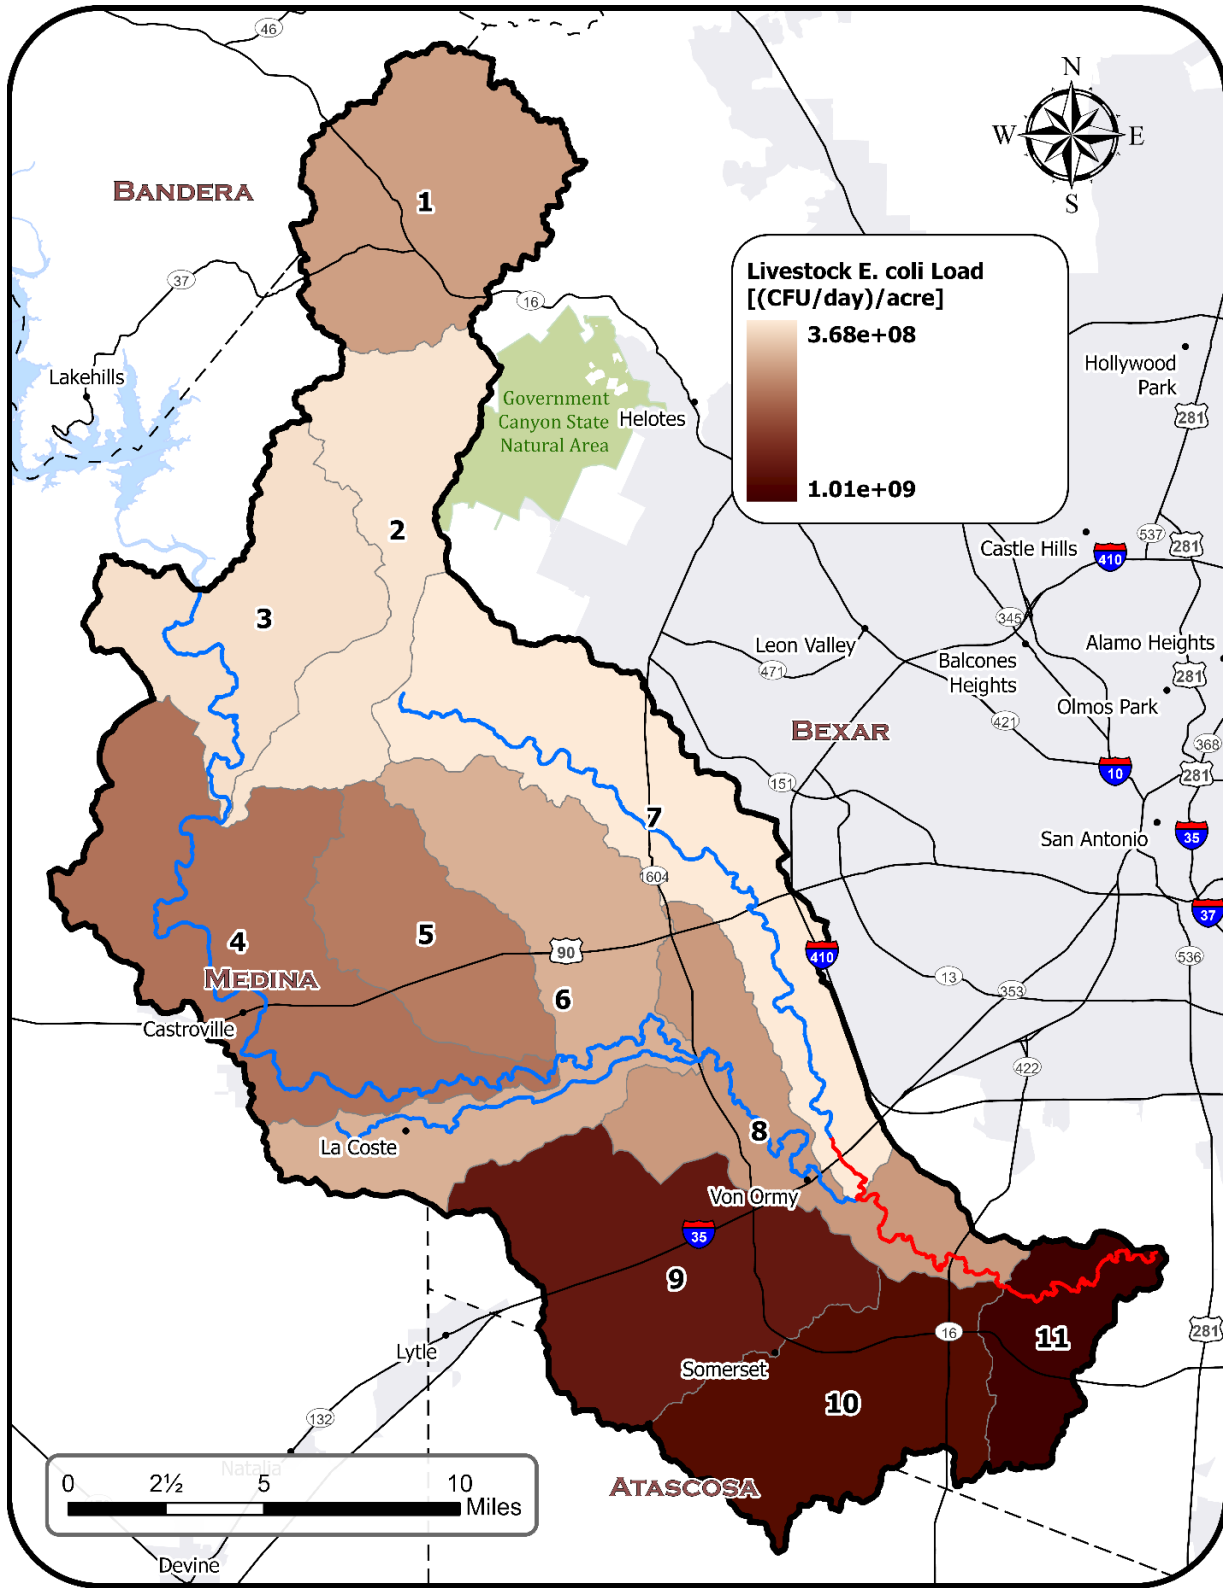 46
N
W
E
S
BANDERA
1
37
16
Livestock E. coli Load
[(CFU/day)/acre]
3.68e+08
1.01e+09
Lakehills
Government
Canyon State
Natural Area
Helotes
Hollywood
Park
281
2
Castle Hills
537
281
410
3
345
Leon Valley
471
Balcones
Heights
Alamo Heights
281
Olmos Park
421
BEXAR
368
10
281
151
7
San Antonio
35
1604
37
4
5
90
410
536
MEDINA
13
353
6
Castroville
422
La Coste
8
Von Ormy
35
9
281
16
11
Lytle
Somerset
10
132
Natalia
ATASCOSA
0
2½
5
10
Miles
Devine